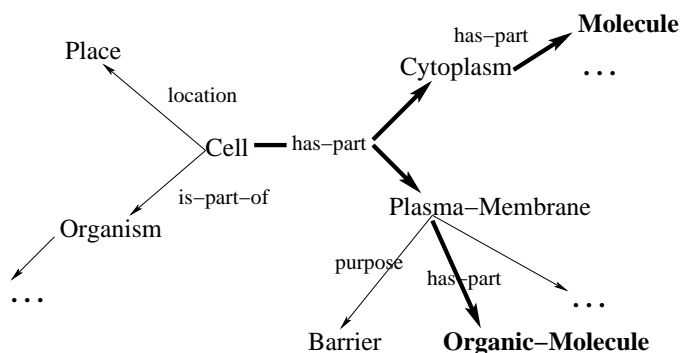 Molecule
has−part
Place
Cytoplasm
. . .
location
Cell
has−part
is−part−of
Plasma−Membrane
Organism
purpose
has−part
. . .
. . .
Barrier
Organic−Molecule